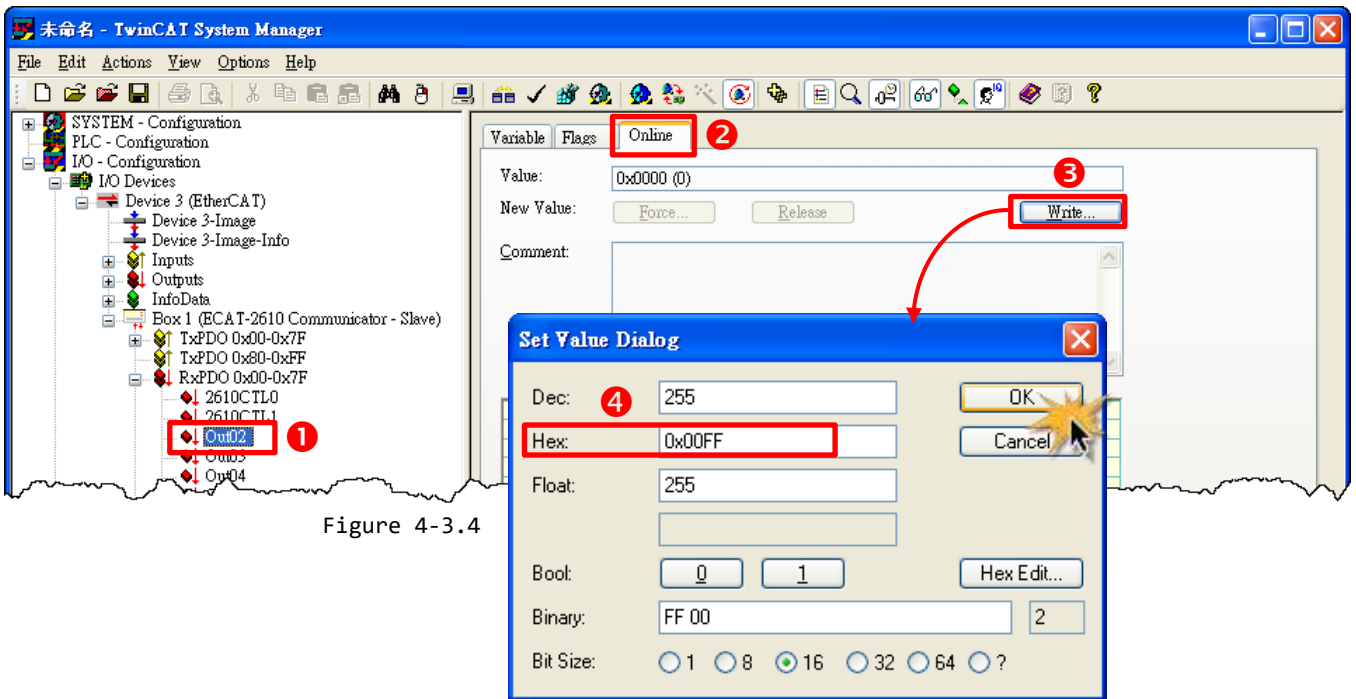 未命名 - TwinCAT System Manager
File Edit Actions View Options Help
SYSTEM - Configuration
PLC - Configuration
I/O - Configuration
I/O Devices
Device 3 (EtherCAT)
Device 3-Image
Device 3-Image-Info
Inputs
Outputs
InfoData
Box 1 (ECAT-2610 Communicator - Slave)
TxPDO 0x00-0x7F
TxPDO 0x80-0xFF
RxPDO 0x00-0x7F
2610CTL0
2610CTL1
Out02
1
Out03
Out04
Variable Flags Online
2
Value: 0x0000 (0)
3
New Value: Force... Release Write...
Comment:
Figure 4-3.4
Set Value Dialog
Dec: 255 OK
4
Hex: 0x00FF Cancel
Float: 255
Bool: 0 1 Hex Edit...
Binary: FF 00 2
Bit Size: 1 8 16 32 64 ?